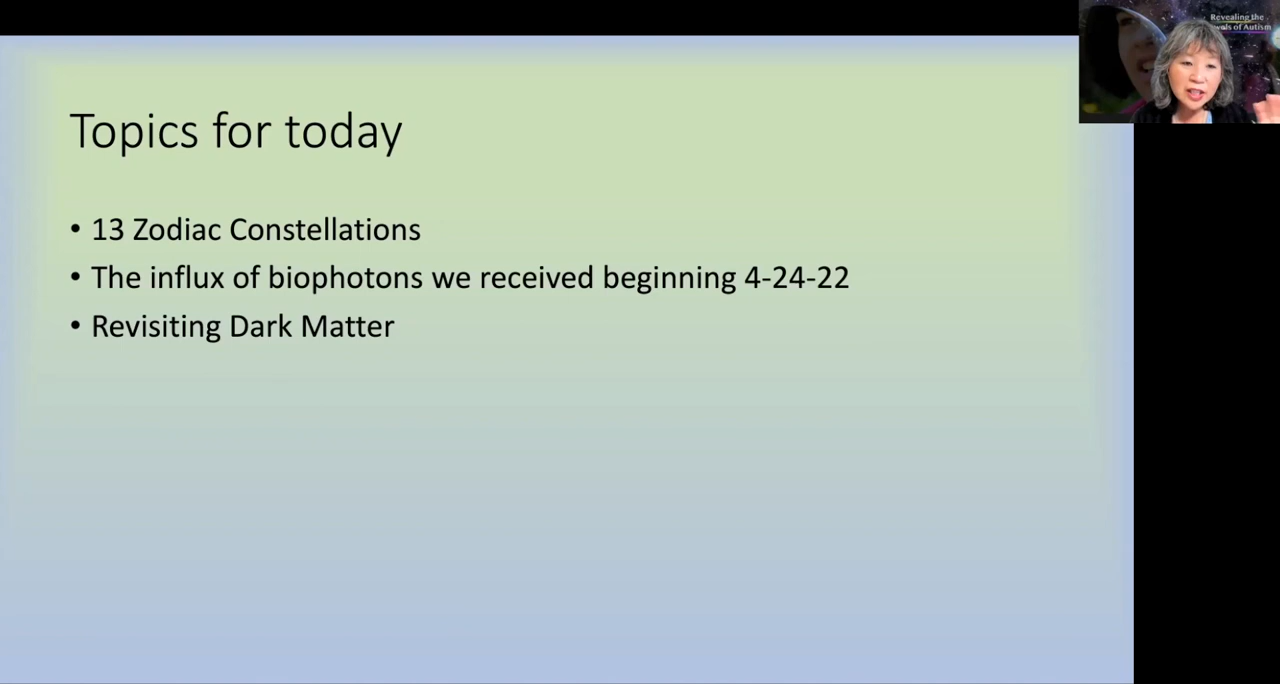 Topics for today
• 13 Zodiac Constellations
• The influx of biophotons we received beginning 4-24-22
• Revisiting Dark Matter
Revealing the
of Autism